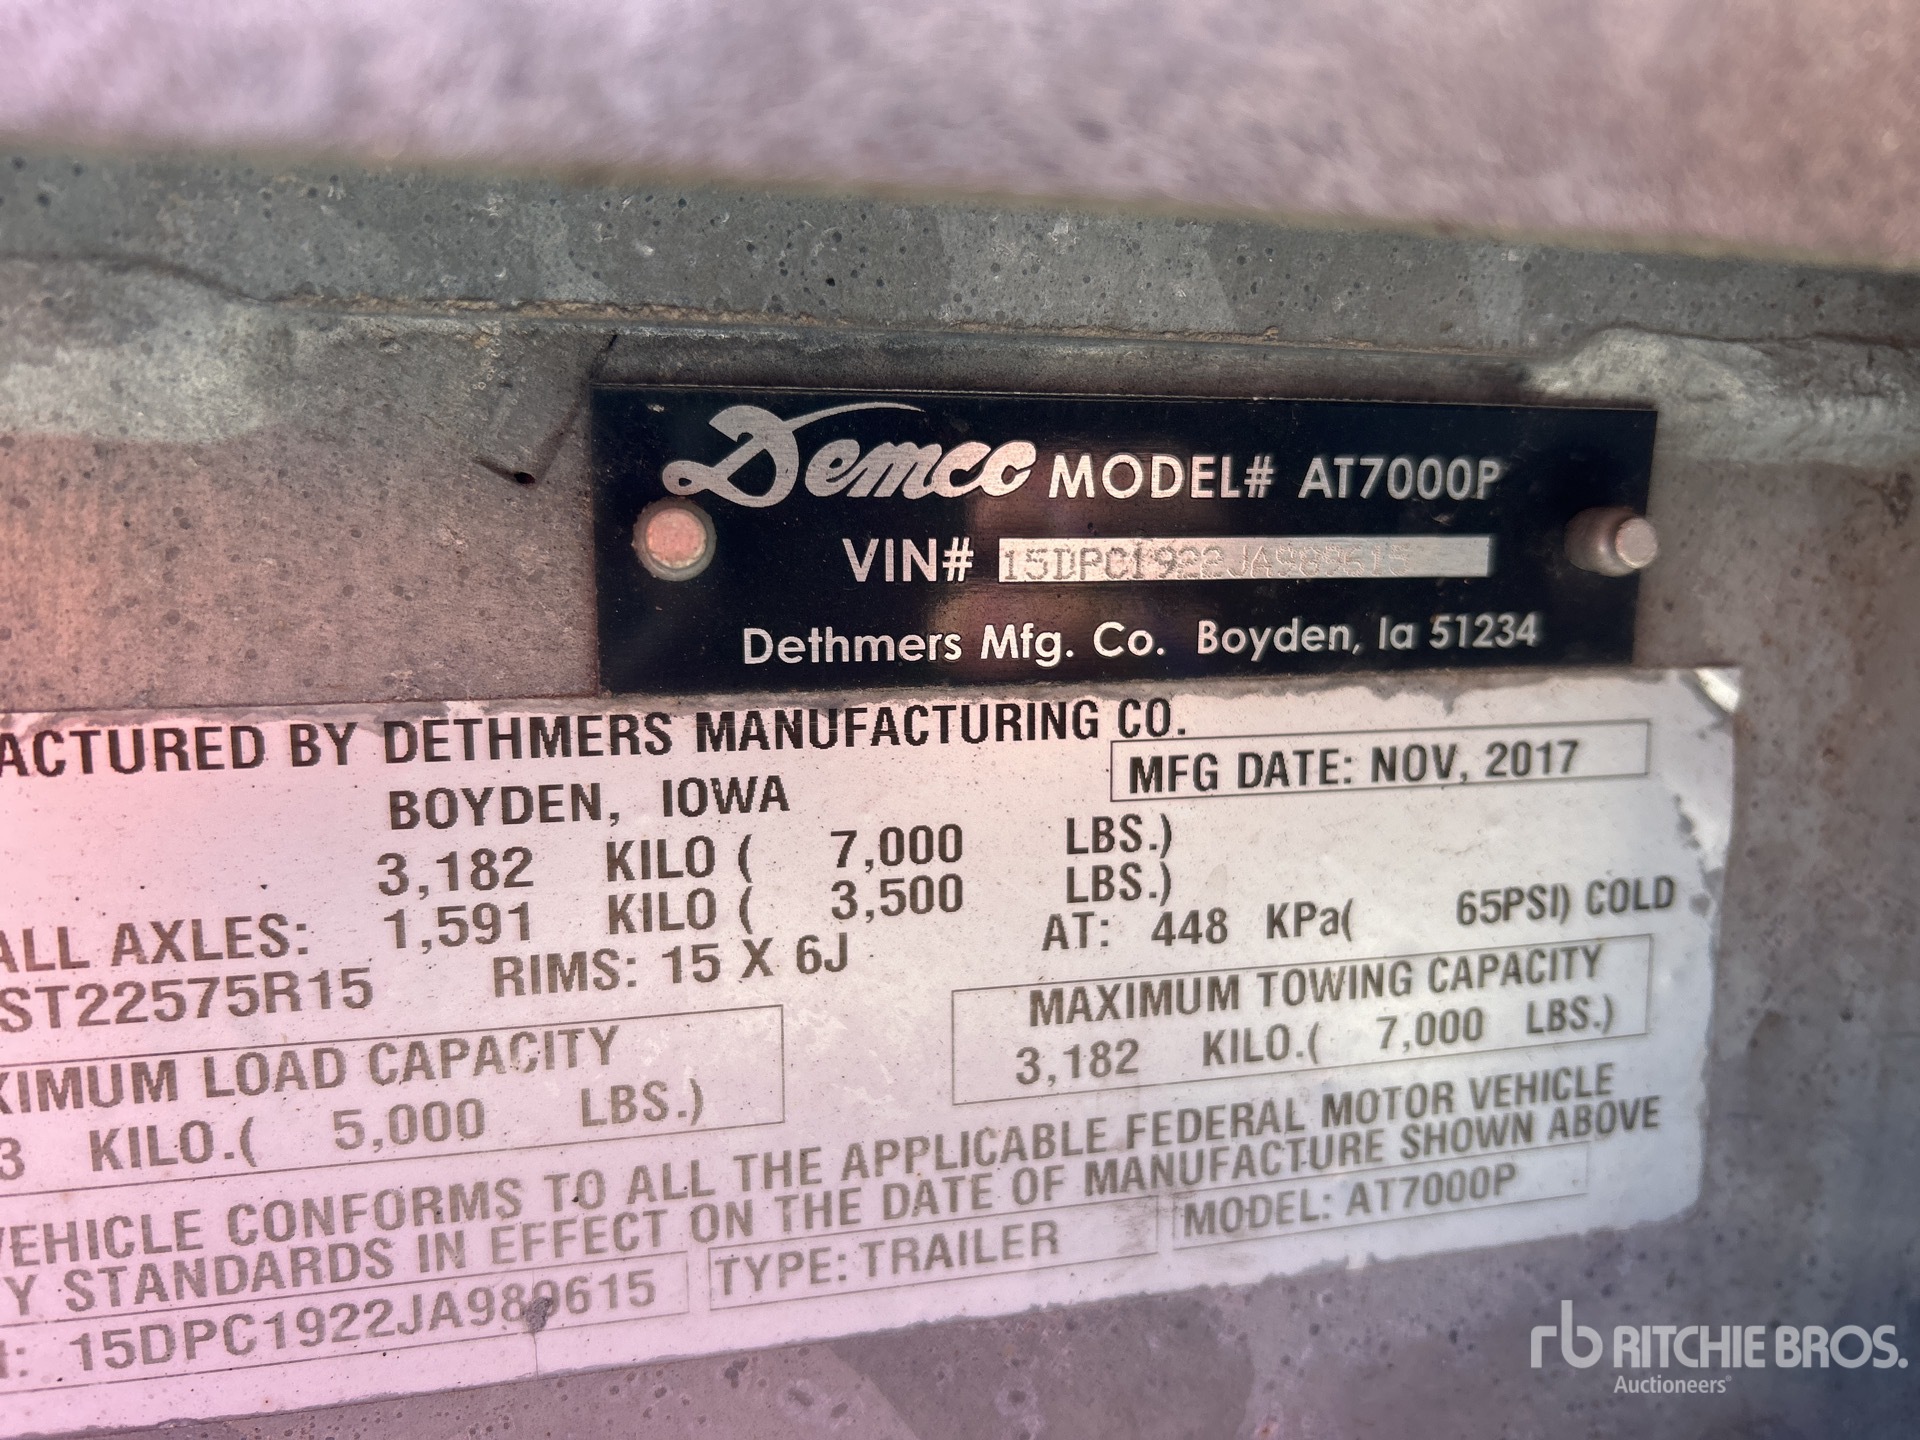 Demco MODEL# AT7000P
VIN# 15DPC1922JA989615
Dethmers Mfg. Co. Boyden, Ia 51234
ACTURED BY DETHMERS MANUFACTURING CO.
MFG DATE: NOV, 2017
BOYDEN, IOWA
3,182 KILO ( 7,000 LBS.)
ALL AXLES: 1,591 KILO ( 3,500 LBS.)
ST22575R15 RIMS: 15 X 6J AT: 448 KPa( 65PSI) COLD
XIMUM LOAD CAPACITY
3 KILO.( 5,000 LBS.)
MAXIMUM TOWING CAPACITY
3,182 KILO.( 7,000 LBS.)
VEHICLE CONFORMS TO ALL THE APPLICABLE FEDERAL MOTOR VEHICLE
Y STANDARDS IN EFFECT ON THE DATE OF MANUFACTURE SHOWN ABOVE
: 15DPC1922JA989615 TYPE: TRAILER MODEL: AT7000P
rb RITCHIE BROS.
Auctioneers